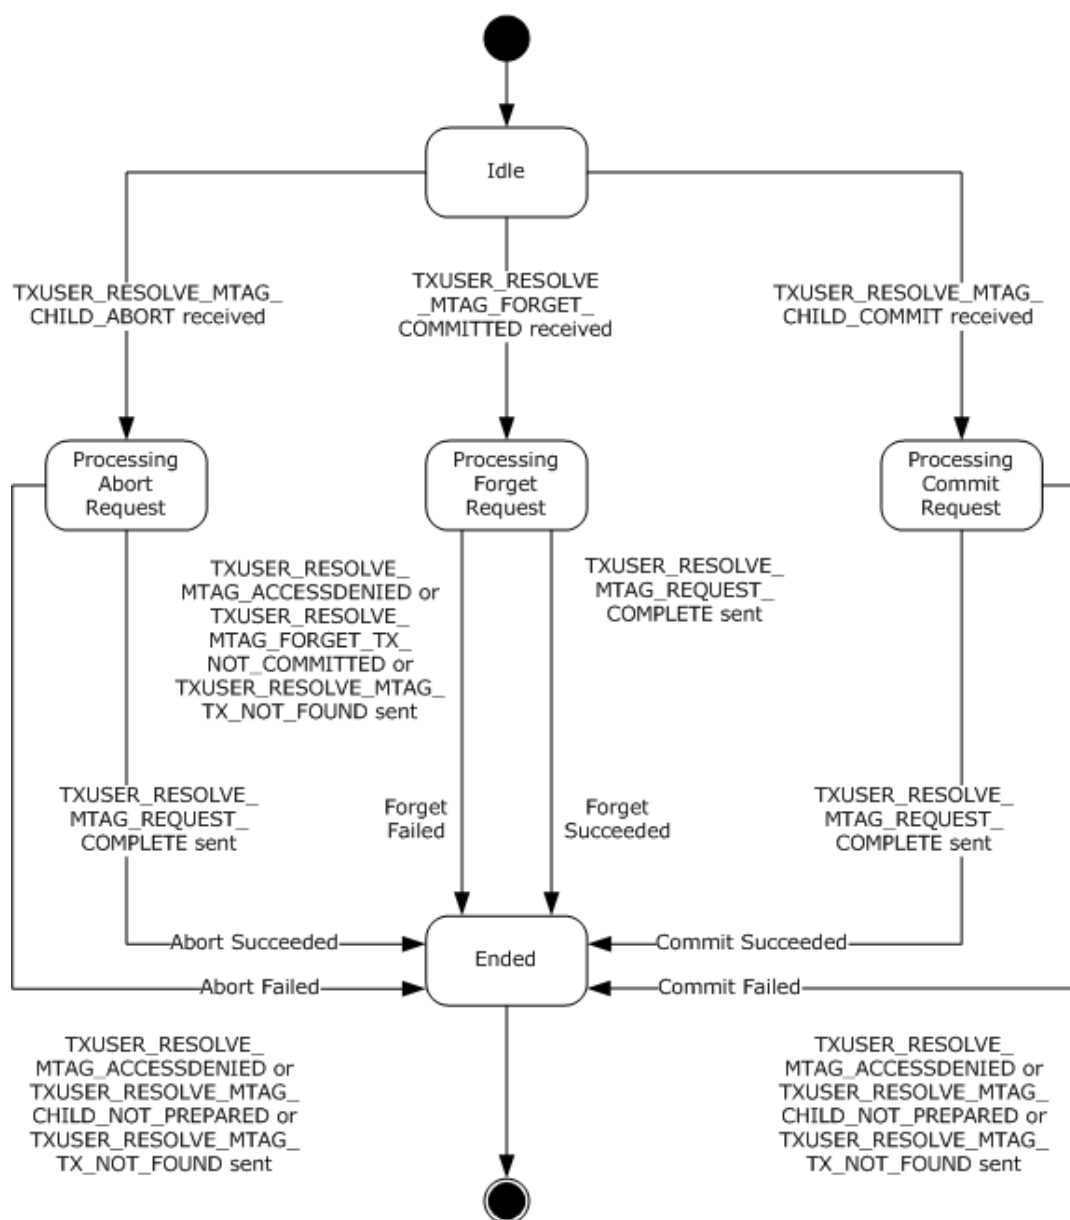 Idle
TXUSER_RESOLVE_MTAG_
CHILD_ABORT received
TXUSER_RESOLVE
_MTAG_FORGET_
COMMITTED received
TXUSER_RESOLVE_MTAG_
CHILD_COMMIT received
Processing
Abort
Request
Processing
Forget
Request
Processing
Commit
Request
TXUSER_RESOLVE_
MTAG_ACCESSDENIED or
TXUSER_RESOLVE_
MTAG_FORGET_TX_
NOT_COMMITTED or
TXUSER_RESOLVE_MTAG_
TX_NOT_FOUND sent
TXUSER_RESOLVE_
MTAG_REQUEST_
COMPLETE sent
TXUSER_RESOLVE_
MTAG_REQUEST_
COMPLETE sent
Forget
Failed
Forget
Succeeded
TXUSER_RESOLVE_
MTAG_REQUEST_
COMPLETE sent
Abort Succeeded
Abort Failed
Ended
Commit Succeeded
Commit Failed
TXUSER_RESOLVE_
MTAG_ACCESSDENIED or
TXUSER_RESOLVE_MTAG_
CHILD_NOT_PREPARED or
TXUSER_RESOLVE_MTAG_
TX_NOT_FOUND sent
TXUSER_RESOLVE_
MTAG_ACCESSDENIED or
TXUSER_RESOLVE_MTAG_
CHILD_NOT_PREPARED or
TXUSER_RESOLVE_MTAG_
TX_NOT_FOUND sent